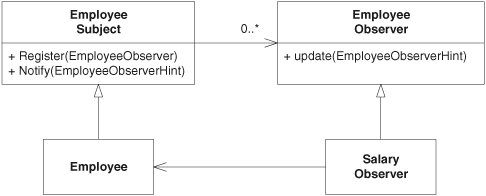 Employee
Subject
+ Register(EmployeeObserver)
+ Notify(EmployeeObserverHint)
0..*
Employee
Observer
+ update(EmployeeObserverHint)
Employee
Salary
Observer